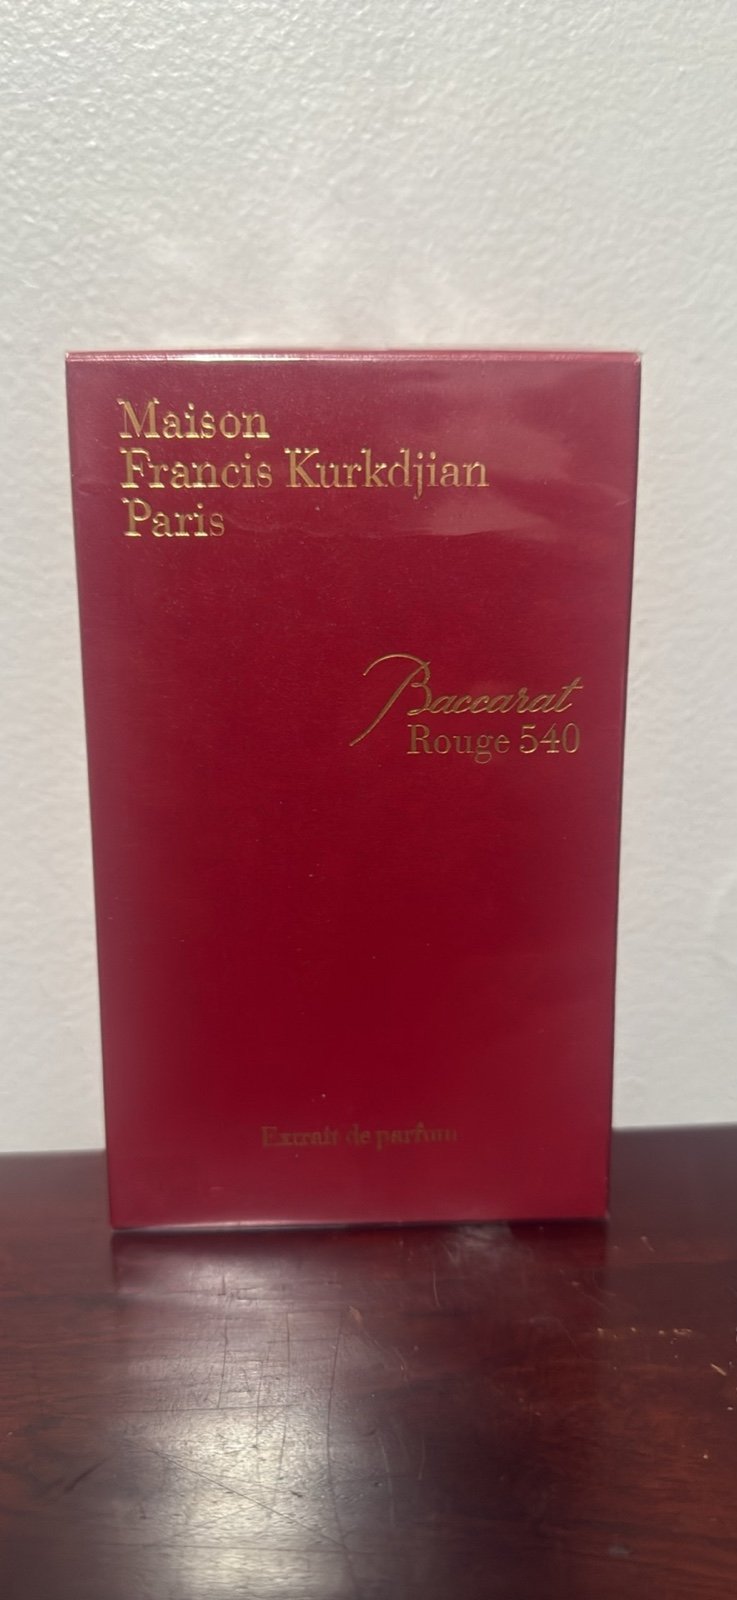 Maison
Francis Kurkdjian
Paris
Baccarat
Rouge 540
Extrait de parfum